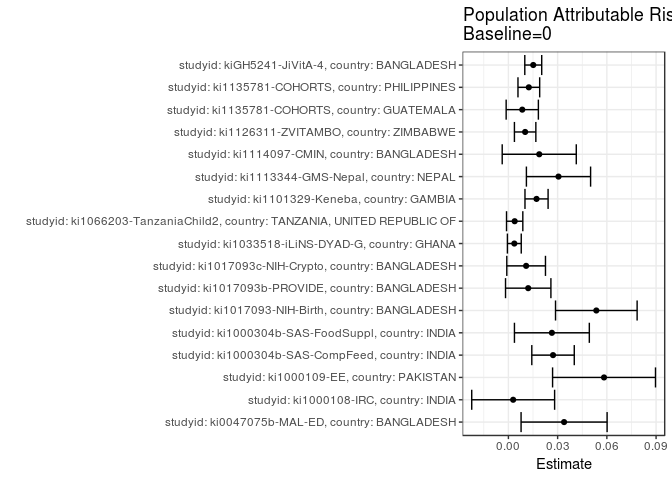 Population Attributable Ris
Baseline=0
studyid: kiGH5241-JiVitA-4, country: BANGLADESH
studyid: ki1135781-COHORTS, country: PHILIPPINES
studyid: ki1135781-COHORTS, country: GUATEMALA
studyid: ki1126311-ZVITAMBO, country: ZIMBABWE
studyid: ki1114097-CMIN, country: BANGLADESH
studyid: ki1113344-GMS-Nepal, country: NEPAL
studyid: ki1101329-Keneba, country: GAMBIA
studyid: ki1066203-TanzaniaChild2, country: TANZANIA, UNITED REPUBLIC OF
studyid: ki1033518-iLiNS-DYAD-G, country: GHANA
studyid: ki1017093c-NIH-Crypto, country: BANGLADESH
studyid: ki1017093b-PROVIDE, country: BANGLADESH
studyid: ki1017093-NIH-Birth, country: BANGLADESH
studyid: ki1000304b-SAS-FoodSuppl, country: INDIA
studyid: ki1000304b-SAS-CompFeed, country: INDIA
studyid: ki1000109-EE, country: PAKISTAN
studyid: ki1000108-IRC, country: INDIA
studyid: ki0047075b-MAL-ED, country: BANGLADESH
0.00 0.03 0.06 0.09
Estimate